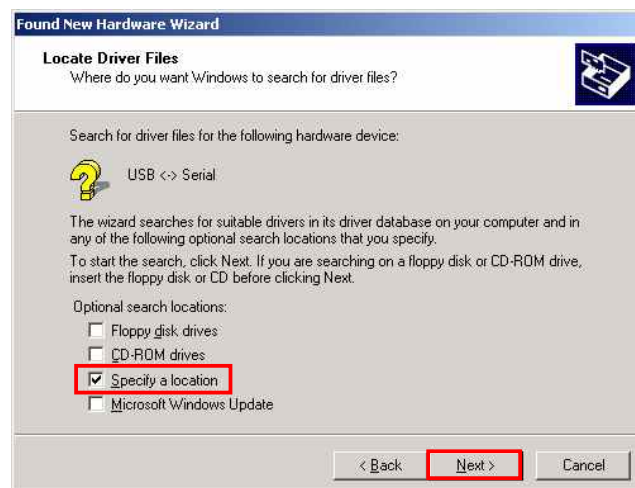 Found New Hardware Wizard
Locate Driver Files
Where do you want Windows to search for driver files?
Search for driver files for the following hardware device:
USB <-> Serial
The wizard searches for suitable drivers in its driver database on your computer and in
any of the following optional search locations that you specify.
To start the search, click Next. If you are searching on a floppy disk or CD-ROM drive,
insert the floppy disk or CD before clicking Next.
Optional search locations:
Floppy disk drives
CD-ROM drives
Specify a location
Microsoft Windows Update
< Back Next > Cancel